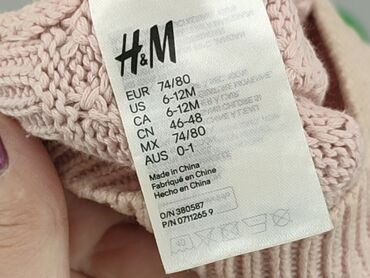 H&M
EUR 74/80
US 6-12M
CA 6-12M
CN 46-48
MX 74/80
AUS 0-1
Made in China
Fabriqué en Chine
Hecho en China
O/N 380587
P/N 0711265 9